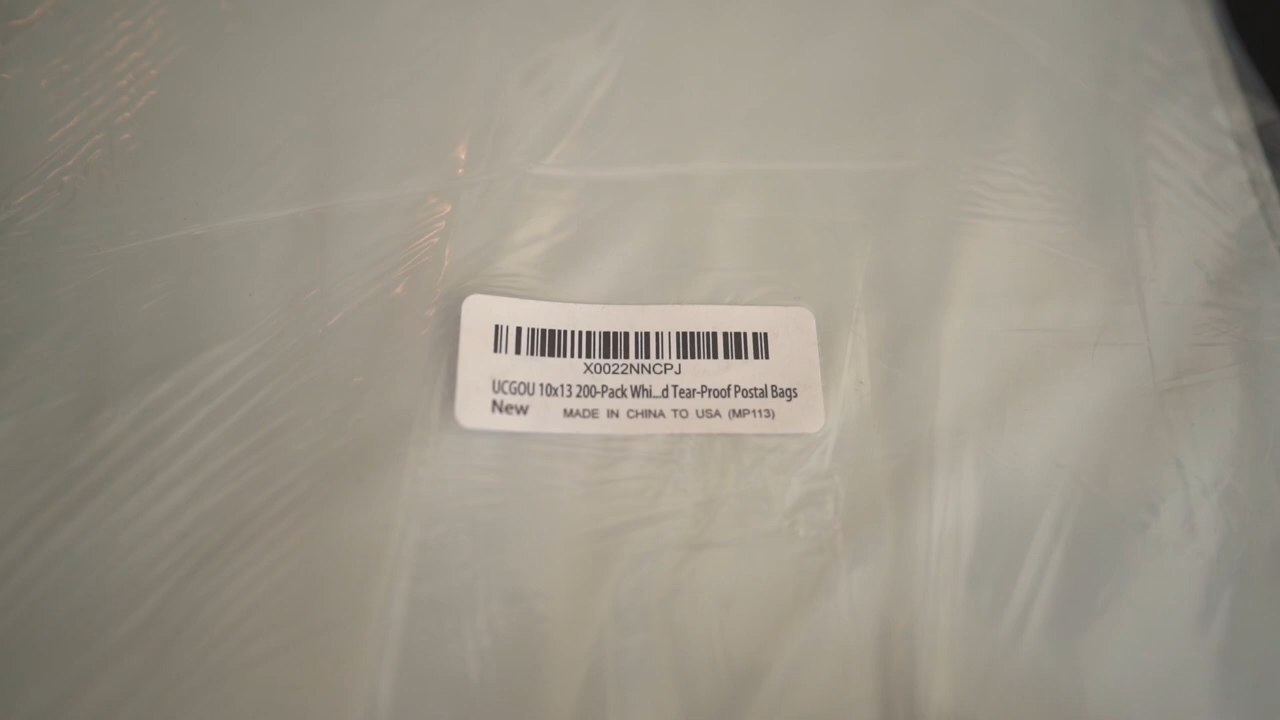 X0022NNCPJ
UCGOU 10x13 200-Pack Whi...d Tear-Proof Postal Bags
New MADE IN CHINA TO USA (MP113)